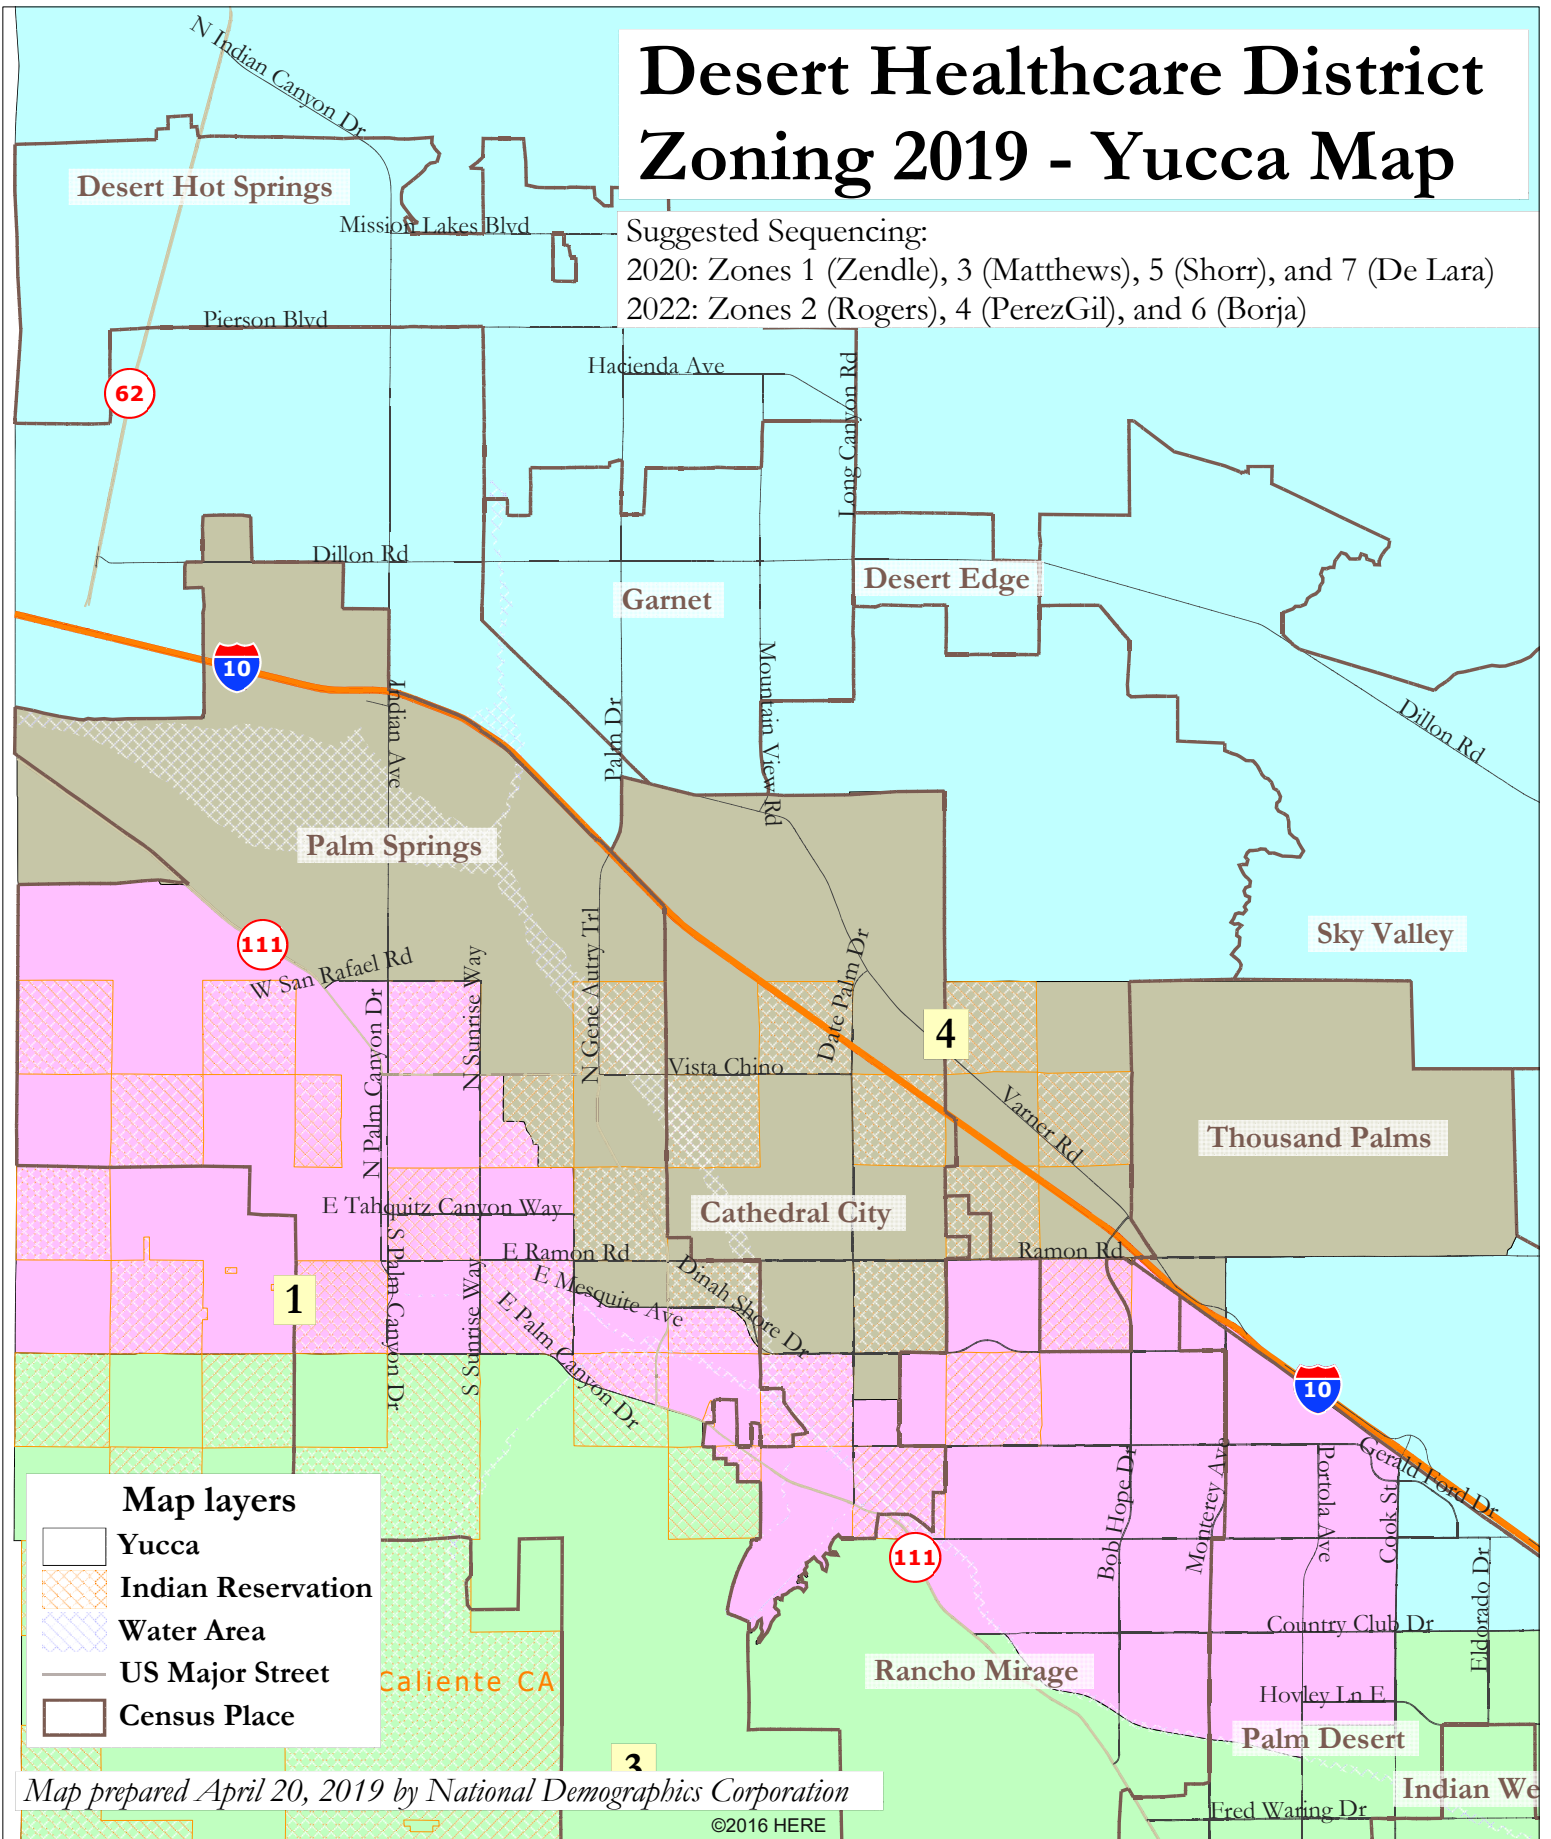 Desert Healthcare District
Zoning 2019 - Yucca Map
Suggested Sequencing:
2020: Zones 1 (Zendle), 3 (Matthews), 5 (Shorr), and 7 (De Lara)
2022: Zones 2 (Rogers), 4 (PerezGil), and 6 (Borja)
N Indian Canyon Dr
Desert Hot Springs
Mission Lakes Blvd
Pierson Blvd
Hacienda Ave
62
Long Canyon Rd
Dillon Rd
Desert Edge
Garnet
10
Indian Ave
Palm Dr
Mountain View Rd
Dillon Rd
Palm Springs
111
W San Rafael Rd
N Sunrise Way
N Gene Autry Trl
Date Palm Dr
Sky Valley
N Palm Canyon Dr
4
Vista Chino
Varner Rd
Thousand Palms
E Tahquitz Canyon Way
Cathedral City
E Ramon Rd
Ramon Rd
1
S Palm Canyon Dr
S Sunrise Way
E Mesquite Ave
Dinah Shore Dr
E Palm Canyon Dr
10
Bob Hope Dr
Monterey Ave
Portola Ave
Cook St
Gerald Ford Dr
111
Eldorado Dr
Country Club Dr
Rancho Mirage
Hovley Ln E
Palm Desert
Indian We
Fred Waring Dr
Map layers
Yucca
Indian Reservation
Water Area
US Major Street
Census Place
Caliente CA
3
Map prepared April 20, 2019 by National Demographics Corporation
©2016 HERE